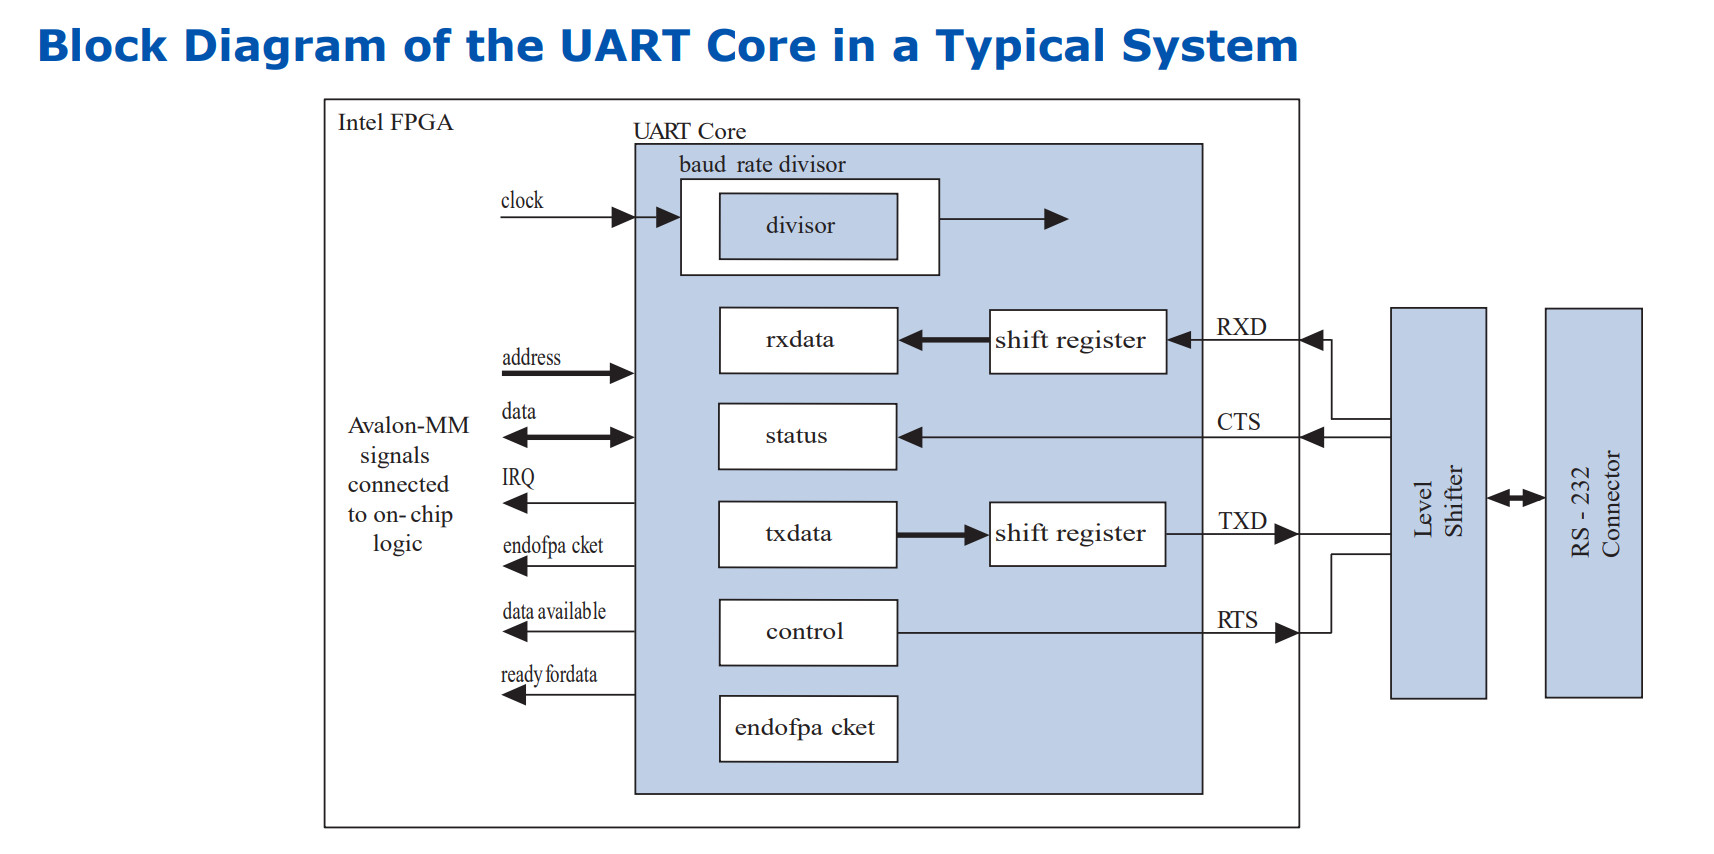 Block Diagram of the UART Core in a Typical System
Intel FPGA
UART Core
baud rate divisor
clock
divisor
rxdata
shift register
RXD
address
data
status
CTS
Avalon-MM
signals
connected
to on- chip
logic
IRQ
txdata
shift register
TXD
endofpa cket
data available
control
RTS
ready fordata
endofpa cket
Level
Shifter
RS - 232
Connector